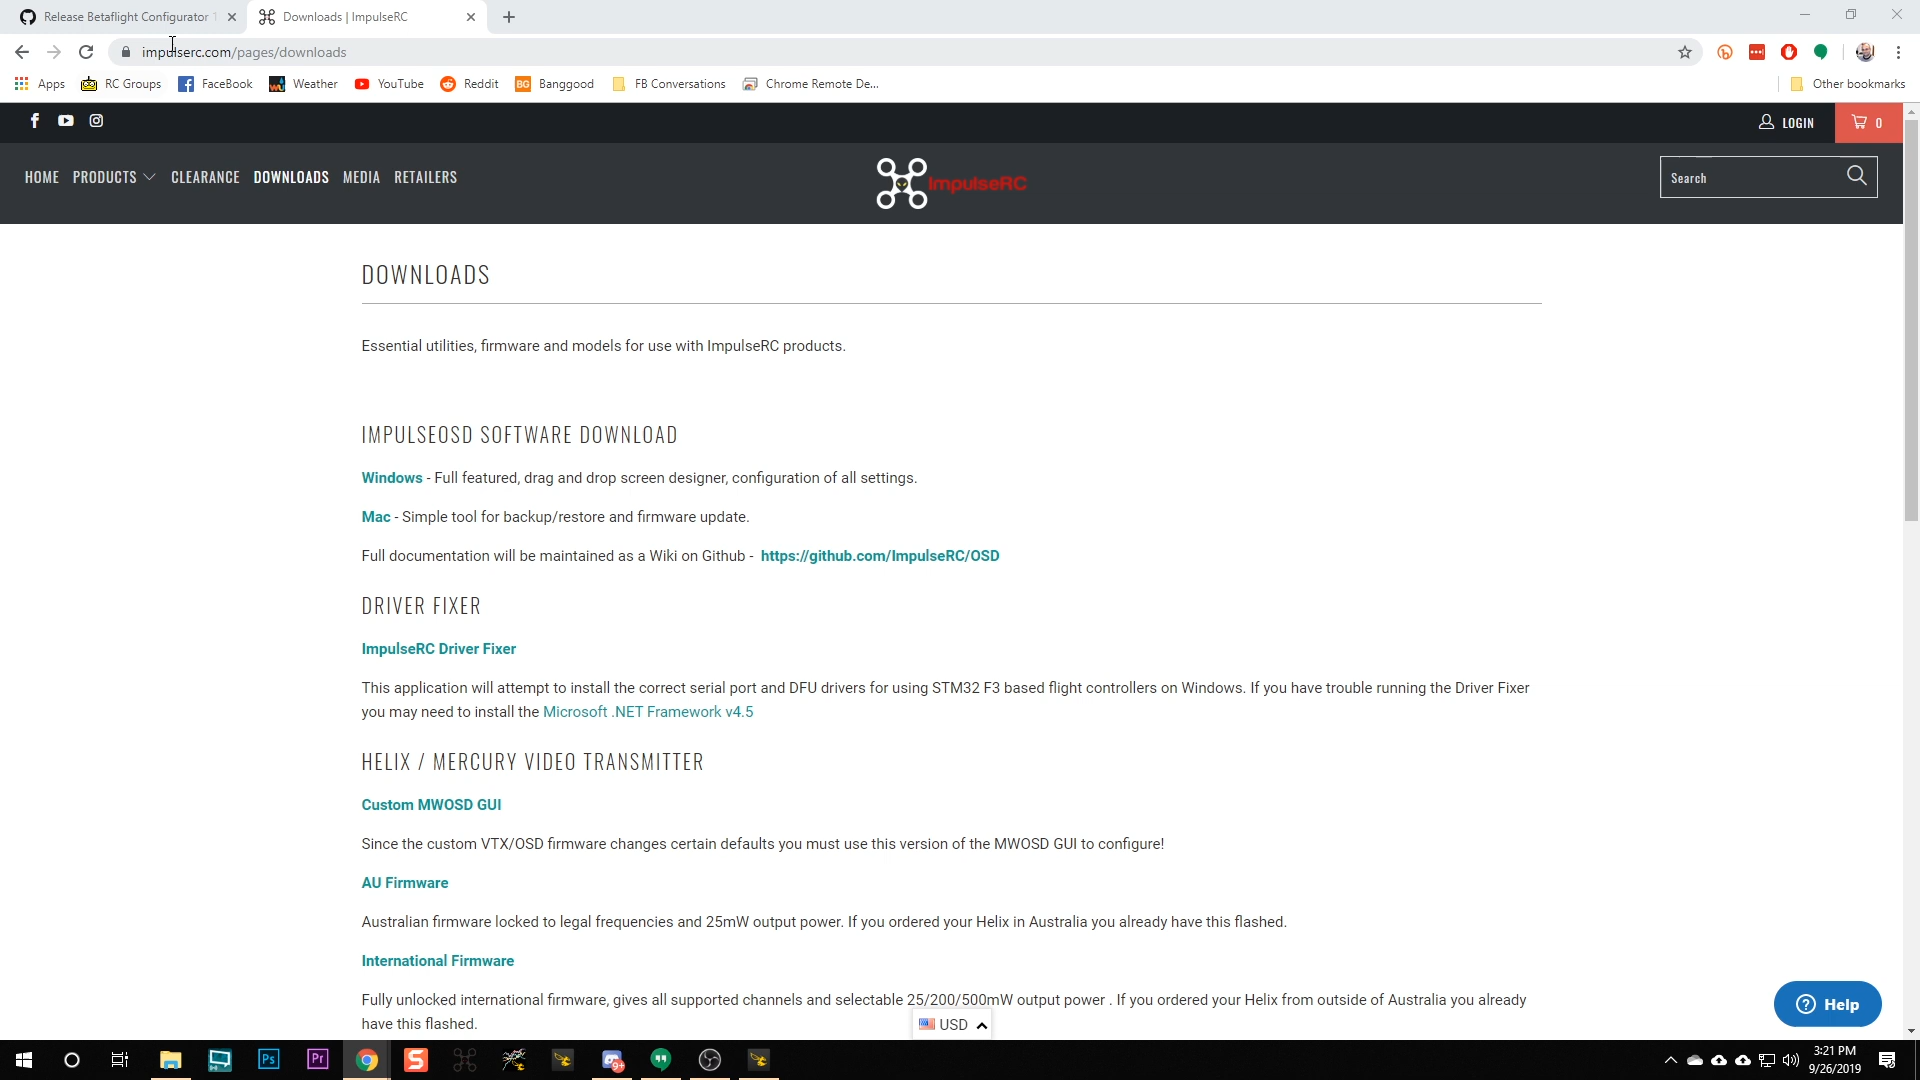 Release Betaflight Configurator
Downloads | ImpulseRC
impulserc.com/pages/downloads
Apps
RC Groups
FaceBook
Weather
YouTube
Reddit
BG
Banggood
FB Conversations
Chrome Remote De...
Other bookmarks
LOGIN
0
HOME
PRODUCTS
CLEARANCE
DOWNLOADS
MEDIA
RETAILERS
ImpulseRC
Search
DOWNLOADS
Essential utilities, firmware and models for use with ImpulseRC products.
IMPULSEOSD SOFTWARE DOWNLOAD
Windows - Full featured, drag and drop screen designer, configuration of all settings.
Mac - Simple tool for backup/restore and firmware update.
Full documentation will be maintained as a Wiki on Github - https://github.com/ImpulseRC/OSD
DRIVER FIXER
ImpulseRC Driver Fixer
This application will attempt to install the correct serial port and DFU drivers for using STM32 F3 based flight controllers on Windows. If you have trouble running the Driver Fixer
you may need to install the Microsoft .NET Framework v4.5
HELIX / MERCURY VIDEO TRANSMITTER
Custom MWOSD GUI
Since the custom VTX/OSD firmware changes certain defaults you must use this version of the MWOSD GUI to configure!
AU Firmware
Australian firmware locked to legal frequencies and 25mW output power. If you ordered your Helix in Australia you already have this flashed.
International Firmware
Fully unlocked international firmware, gives all supported channels and selectable 25/200/500mW output power . If you ordered your Helix from outside of Australia you already
have this flashed.
USD
Help
Ps
Pr
S
9+
3:21 PM
9/26/2019